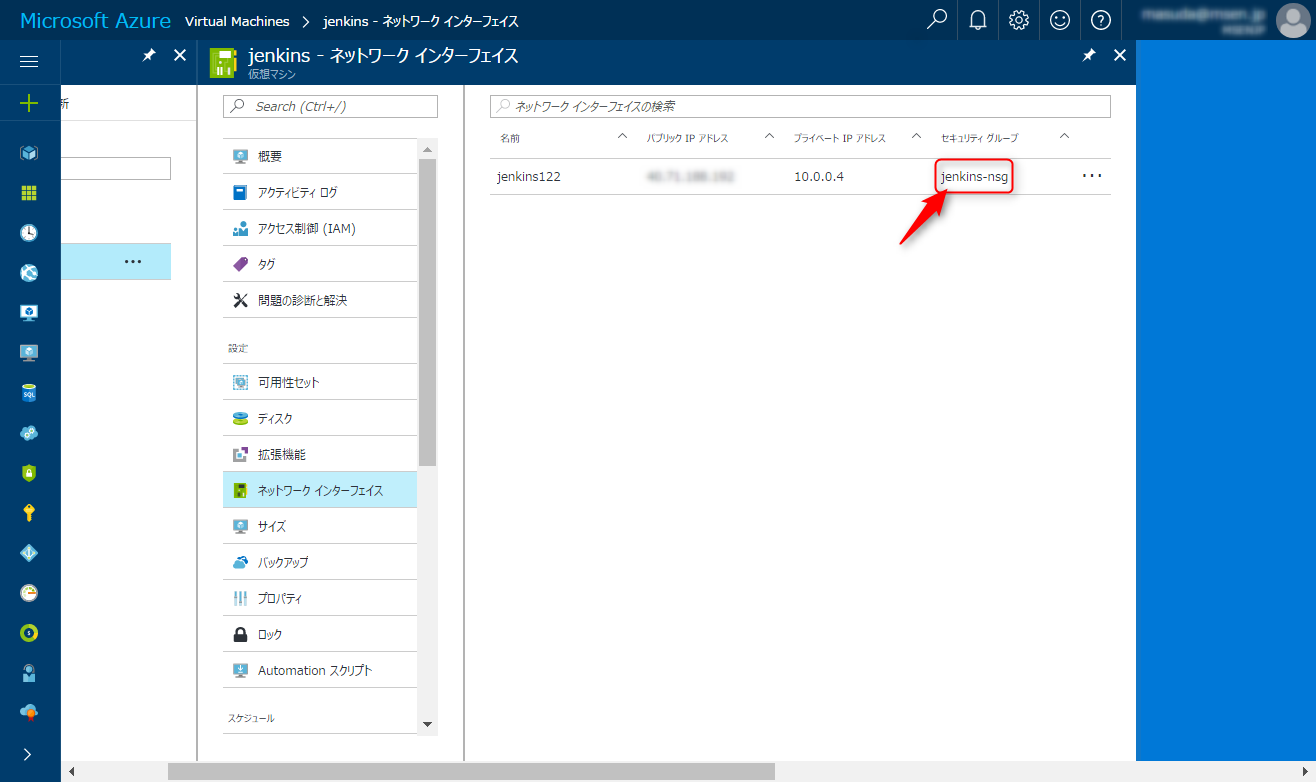 Microsoft Azure Virtual Machines > jenkins - ネットワーク インターフェイス
jenkins - ネットワーク インターフェイス
仮想マシン
Search (Ctrl+/)
概要
アクティビティ ログ
アクセス制御 (IAM)
タグ
問題の診断と解決
設定
可用性セット
ディスク
拡張機能
ネットワーク インターフェイス
サイズ
バックアップ
プロパティ
ロック
Automation スクリプト
スケジュール
ネットワーク インターフェイスの検索
名前 パブリック IP アドレス プライベート IP アドレス セキュリティ グループ
jenkins122 10.0.0.4 jenkins-nsg